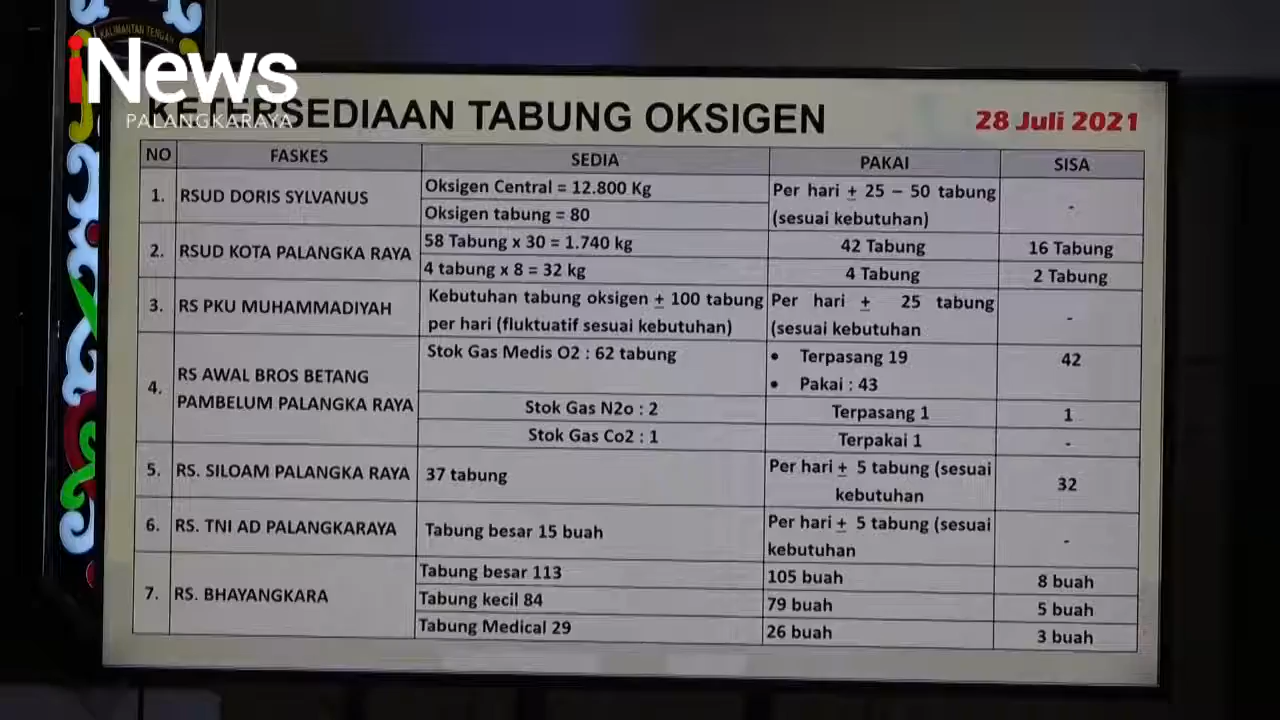 KALIMANTAN TENGAH
iNews
PALANGKARAYA
KETERSEDIAAN TABUNG OKSIGEN
28 Juli 2021
NO FASKES SEDIA PAKAI SISA
1. RSUD DORIS SYLVANUS
Oksigen Central = 12.800 Kg
Oksigen tabung = 80
Per hari ± 25 – 50 tabung
(sesuai kebutuhan)
-
2. RSUD KOTA PALANGKA RAYA
58 Tabung x 30 = 1.740 kg 42 Tabung 16 Tabung
4 tabung x 8 = 32 kg 4 Tabung 2 Tabung
3. RS PKU MUHAMMADIYAH
Kebutuhan tabung oksigen ± 100 tabung
per hari (fluktuatif sesuai kebutuhan)
Per hari ± 25 tabung
(sesuai kebutuhan
-
4. RS AWAL BROS BETANG
PAMBELUM PALANGKA RAYA
Stok Gas Medis O2 : 62 tabung
• Terpasang 19
• Pakai : 43
42
Stok Gas N2o : 2 Terpasang 1 1
Stok Gas Co2 : 1 Terpakai 1 -
5. RS. SILOAM PALANGKA RAYA
37 tabung
Per hari ± 5 tabung (sesuai
kebutuhan
32
6. RS. TNI AD PALANGKARAYA
Tabung besar 15 buah
Per hari ± 5 tabung (sesuai
kebutuhan
-
7. RS. BHAYANGKARA
Tabung besar 113 105 buah 8 buah
Tabung kecil 84 79 buah 5 buah
Tabung Medical 29 26 buah 3 buah